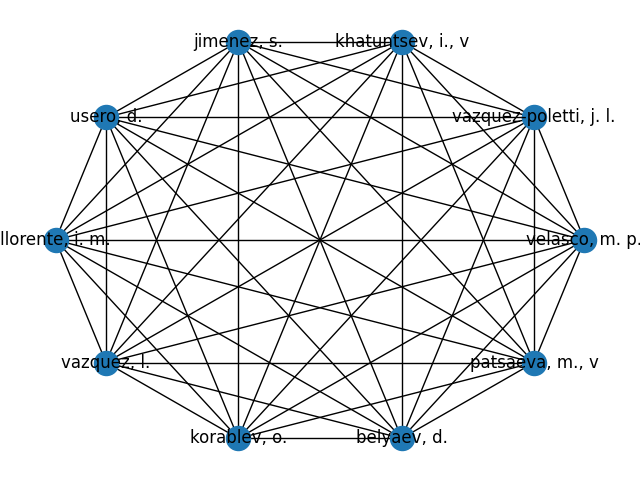 jimenez, s.
khatuntsev, i., v
usero, d.
vazquez-poletti, j. l.
llorente, i. m.
velasco, m. p.
vazquez, l.
patsaeva, m., v
korablev, o.
belyaev, d.